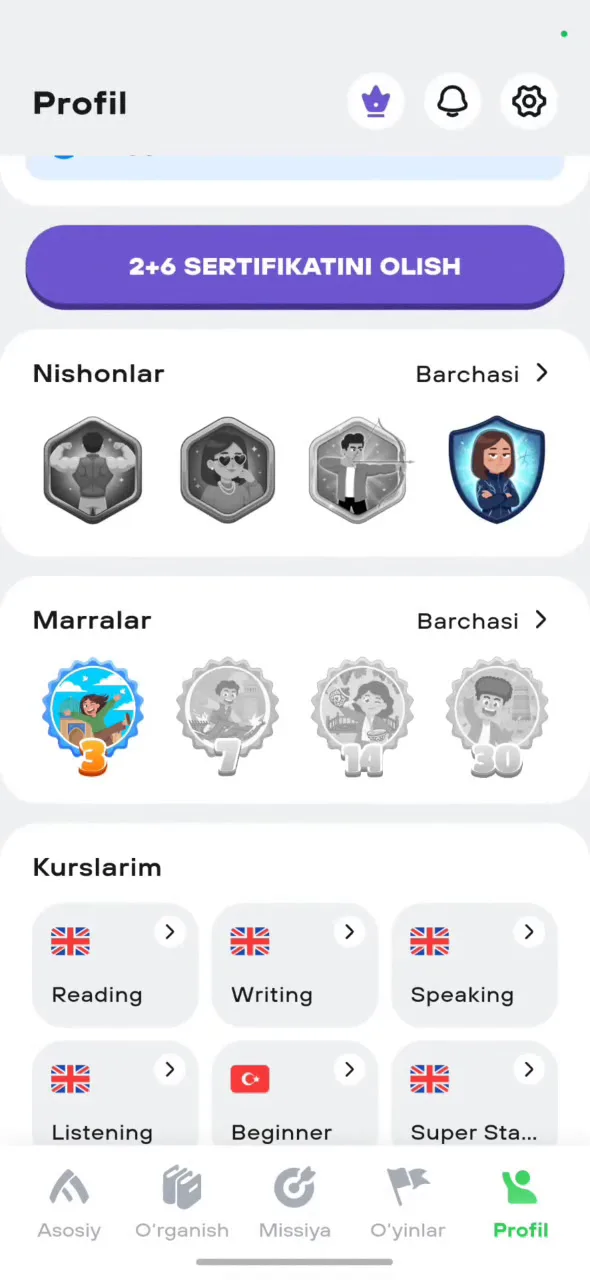 Profil
2+6 SERTIFIKATINI OLISH
Nishonlar
Barchasi
Marralar
Barchasi
3
7
14
30
Kurslarim
Reading
Writing
Speaking
Listening
Beginner
Super Sta...
Asosiy
O'rganish
Missiya
O'yinlar
Profil